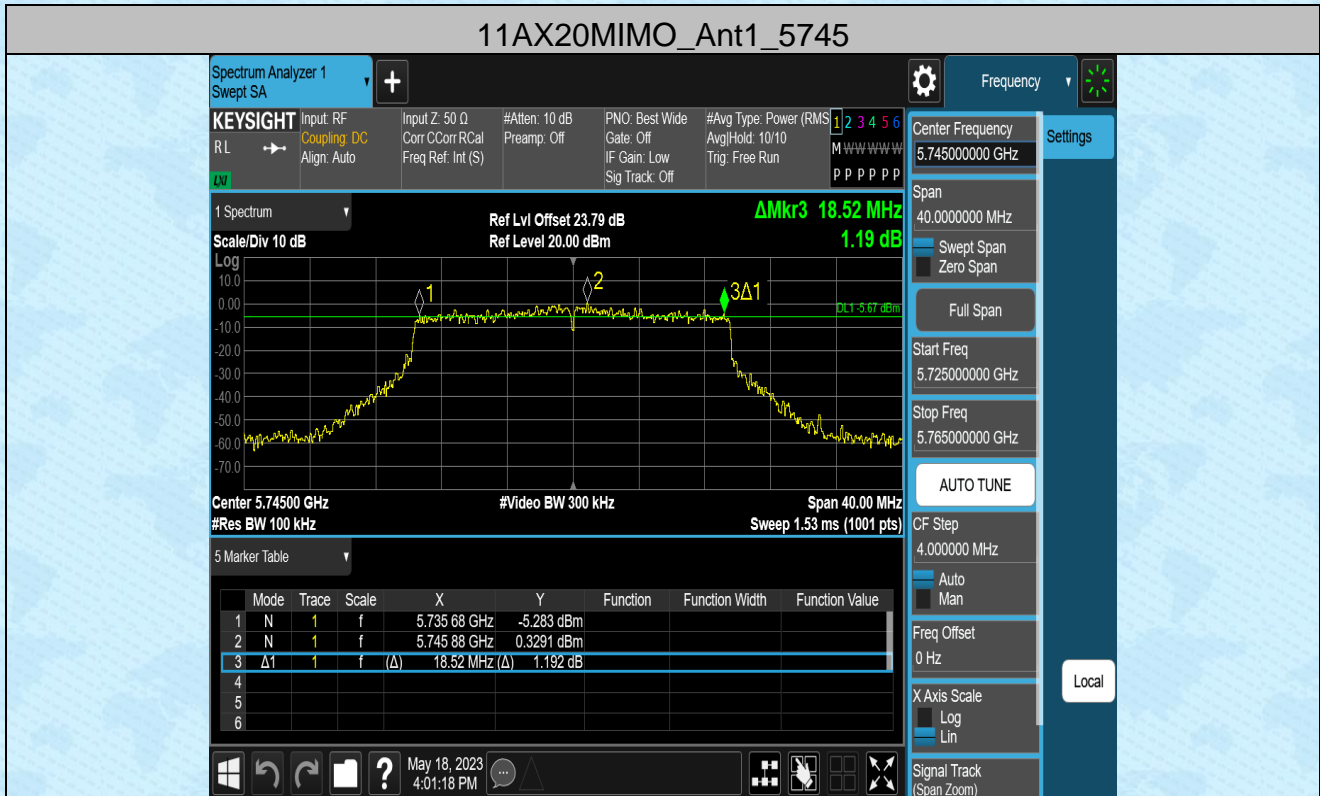 11AX20MIMO_Ant1_5745
Spectrum Analyzer 1
Swept SA
+
Frequency
KEYSIGHT
RL
LXI
Input: RF
Coupling: DC
Align: Auto
Input Z: 50 Ω
Corr CCorr RCal
Freq Ref: Int (S)
#Atten: 10 dB
Preamp: Off
PNO: Best Wide
Gate: Off
IF Gain: Low
Sig Track: Off
#Avg Type: Power (RMS
Avg|Hold: 10/10
Trig: Free Run
1 2 3 4 5 6
M W W W W W
P P P P P P
Center Frequency
5.745000000 GHz
Settings
Span
40.0000000 MHz
Swept Span
Zero Span
Full Span
Start Freq
5.725000000 GHz
Stop Freq
5.765000000 GHz
AUTO TUNE
CF Step
4.000000 MHz
Auto
Man
Freq Offset
0 Hz
X Axis Scale
Log
Lin
Signal Track
(Span Zoom)
Local
1 Spectrum
Scale/Div 10 dB
Ref Lvl Offset 23.79 dB
Ref Level 20.00 dBm
ΔMkr3 18.52 MHz
1.19 dB
Log
10.0
0.00
-10.0
-20.0
-30.0
-40.0
-50.0
-60.0
-70.0
1
2
3Δ1
DL1 -5.67 dBm
Center 5.74500 GHz
#Video BW 300 kHz
Span 40.00 MHz
#Res BW 100 kHz
Sweep 1.53 ms (1001 pts)
5 Marker Table
Mode Trace Scale X Y Function Function Width Function Value
1 N 1 f 5.735 68 GHz -5.283 dBm
2 N 1 f 5.745 88 GHz 0.3291 dBm
3 Δ1 1 f (Δ) 18.52 MHz (Δ) 1.192 dB
4
5
6
?
May 18, 2023
4:01:18 PM